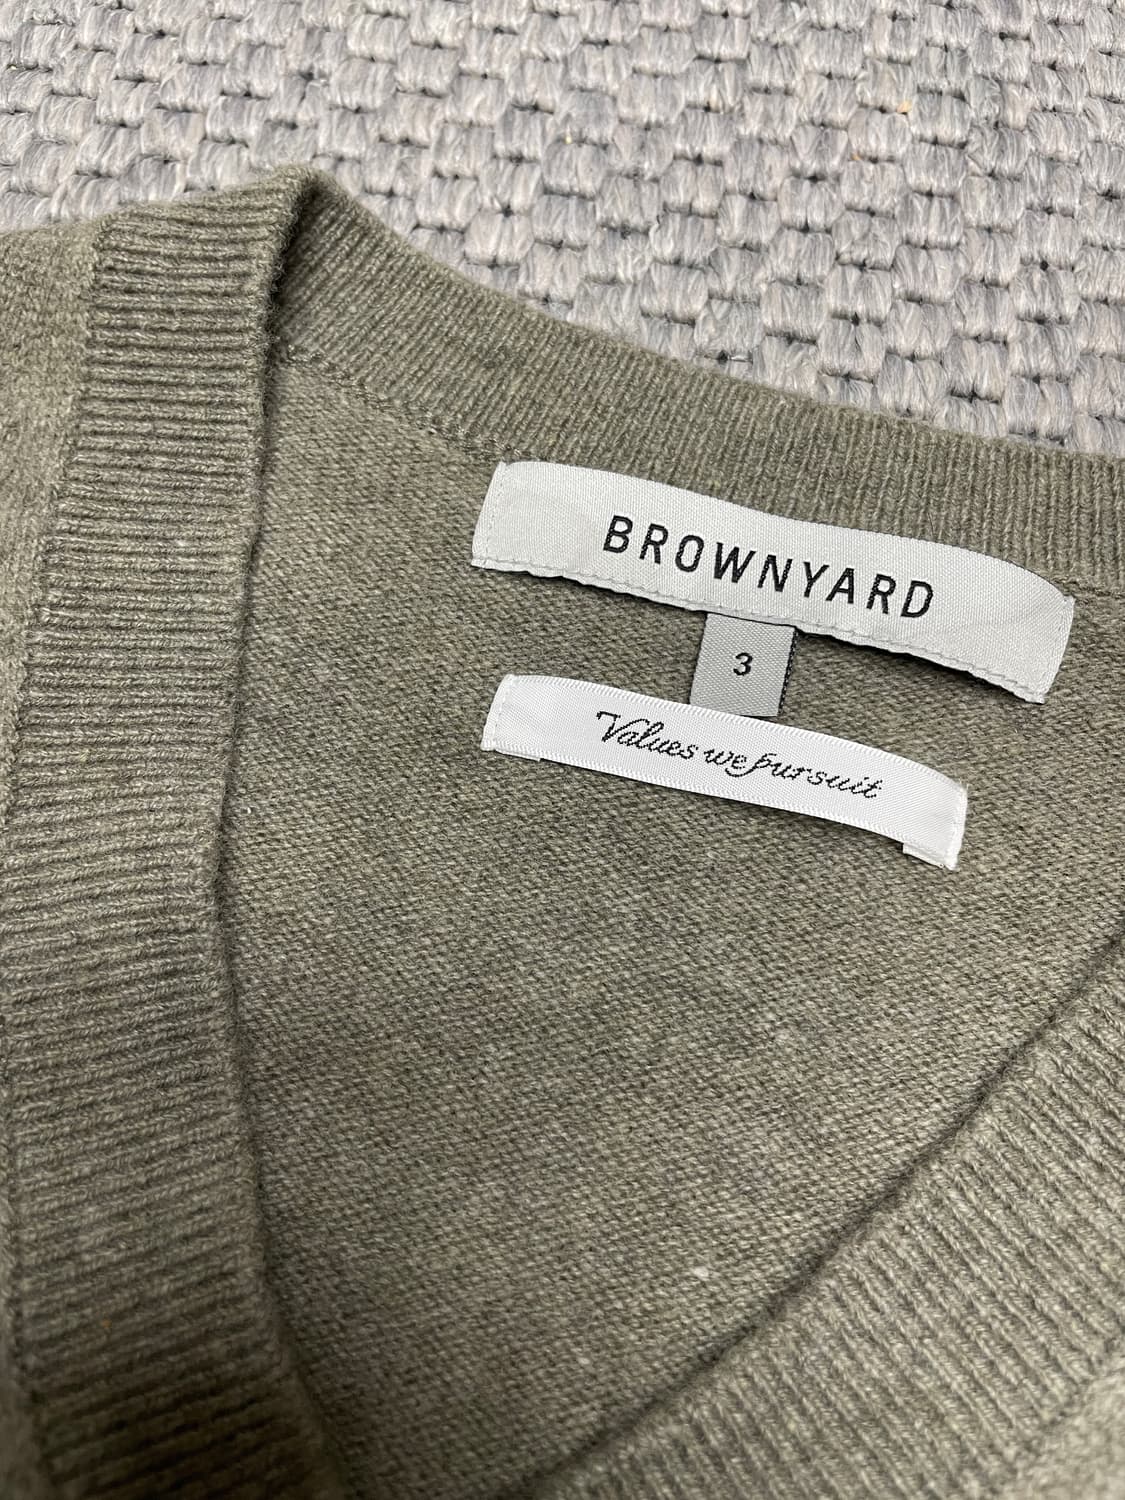 BROWNYARD
3
Values we pursuit